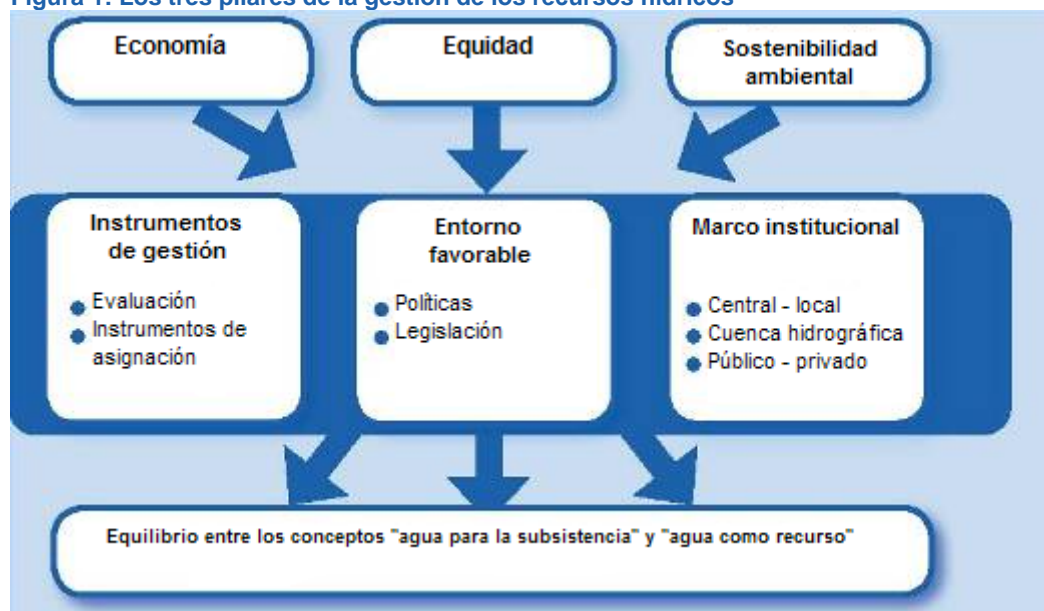 Figura 1: Los tres pilares de la gestión de los recursos hídricos
Economía
Equidad
Sostenibilidad
ambiental
Instrumentos
de gestión
Evaluación
Instrumentos de
asignación
Entorno
favorable
Políticas
Legislación
Marco institucional
Central - local
Cuenca hidrográfica
Público - privado
Equilibrio entre los conceptos "agua para la subsistencia" y "agua como recurso"